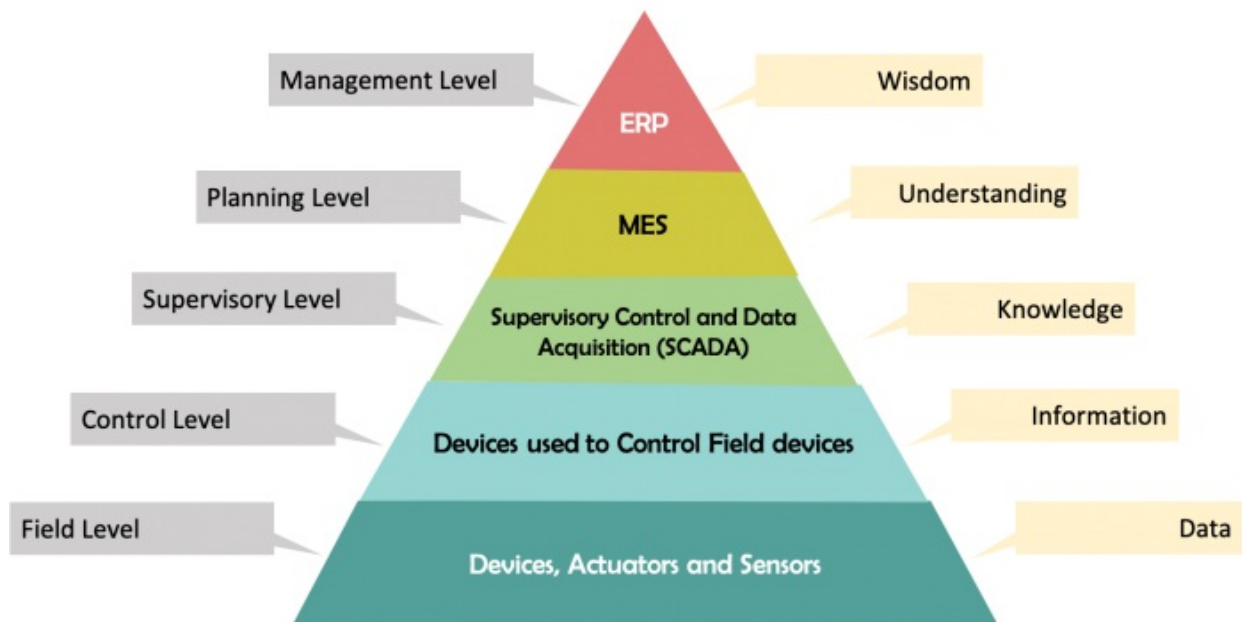 Management Level
Wisdom
ERP
Planning Level
Understanding
MES
Supervisory Level
Knowledge
Supervisory Control and Data
Acquisition (SCADA)
Control Level
Information
Devices used to Control Field devices
Field Level
Data
Devices, Actuators and Sensors